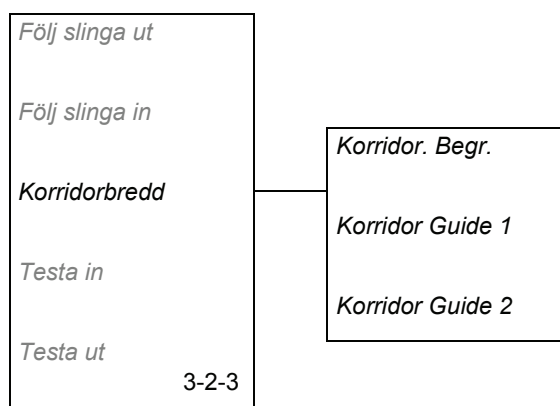 Följ slinga ut
Följ slinga in
Korridorbredd
Testa in
Testa ut
3-2-3
Korridor. Begr.
Korridor Guide 1
Korridor Guide 2